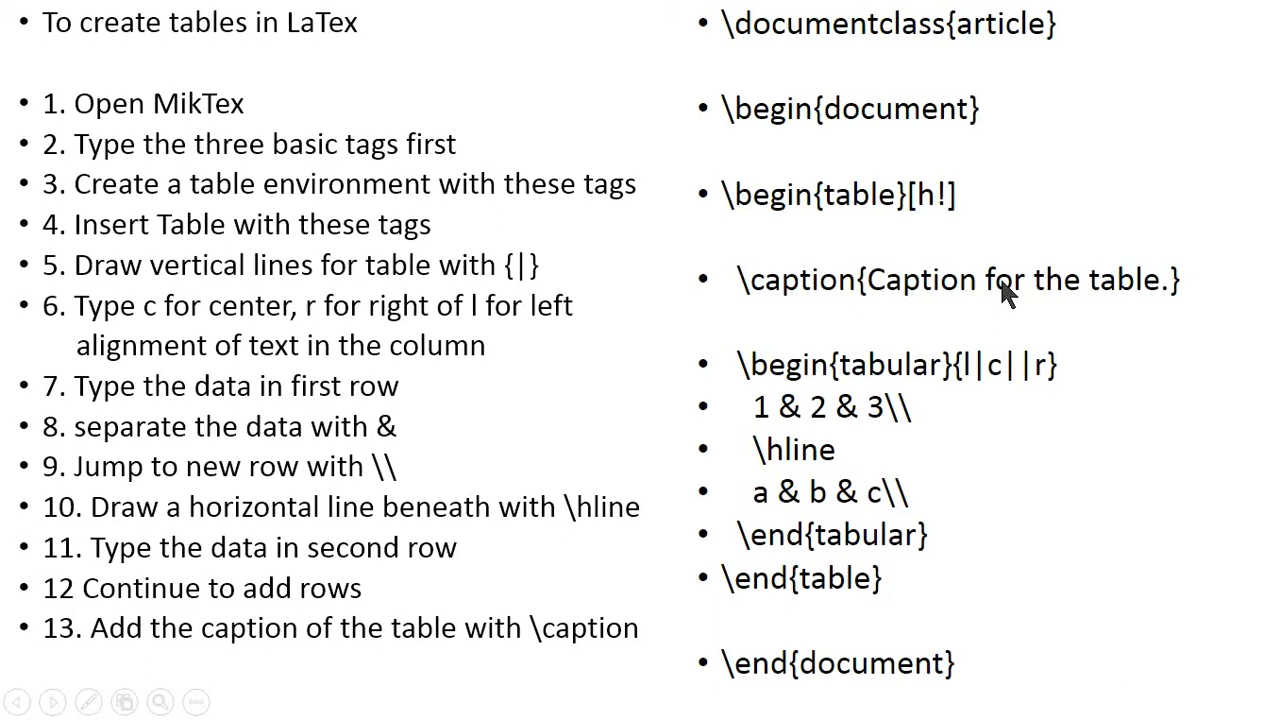 • To create tables in LaTex
• 1. Open MikTex
• 2. Type the three basic tags first
• 3. Create a table environment with these tags
• 4. Insert Table with these tags
• 5. Draw vertical lines for table with {|}
• 6. Type c for center, r for right of l for left
alignment of text in the column
• 7. Type the data in first row
• 8. separate the data with &
• 9. Jump to new row with \\
• 10. Draw a horizontal line beneath with \hline
• 11. Type the data in second row
• 12 Continue to add rows
• 13. Add the caption of the table with \caption
• \documentclass{article}
• \begin{document}
• \begin{table}[h!]
• \caption{Caption for the table.}
• \begin{tabular}{l|c||r}
• 1 & 2 & 3\\
• \hline
• a & b & c\\
• \end{tabular}
• \end{table}
• \end{document}